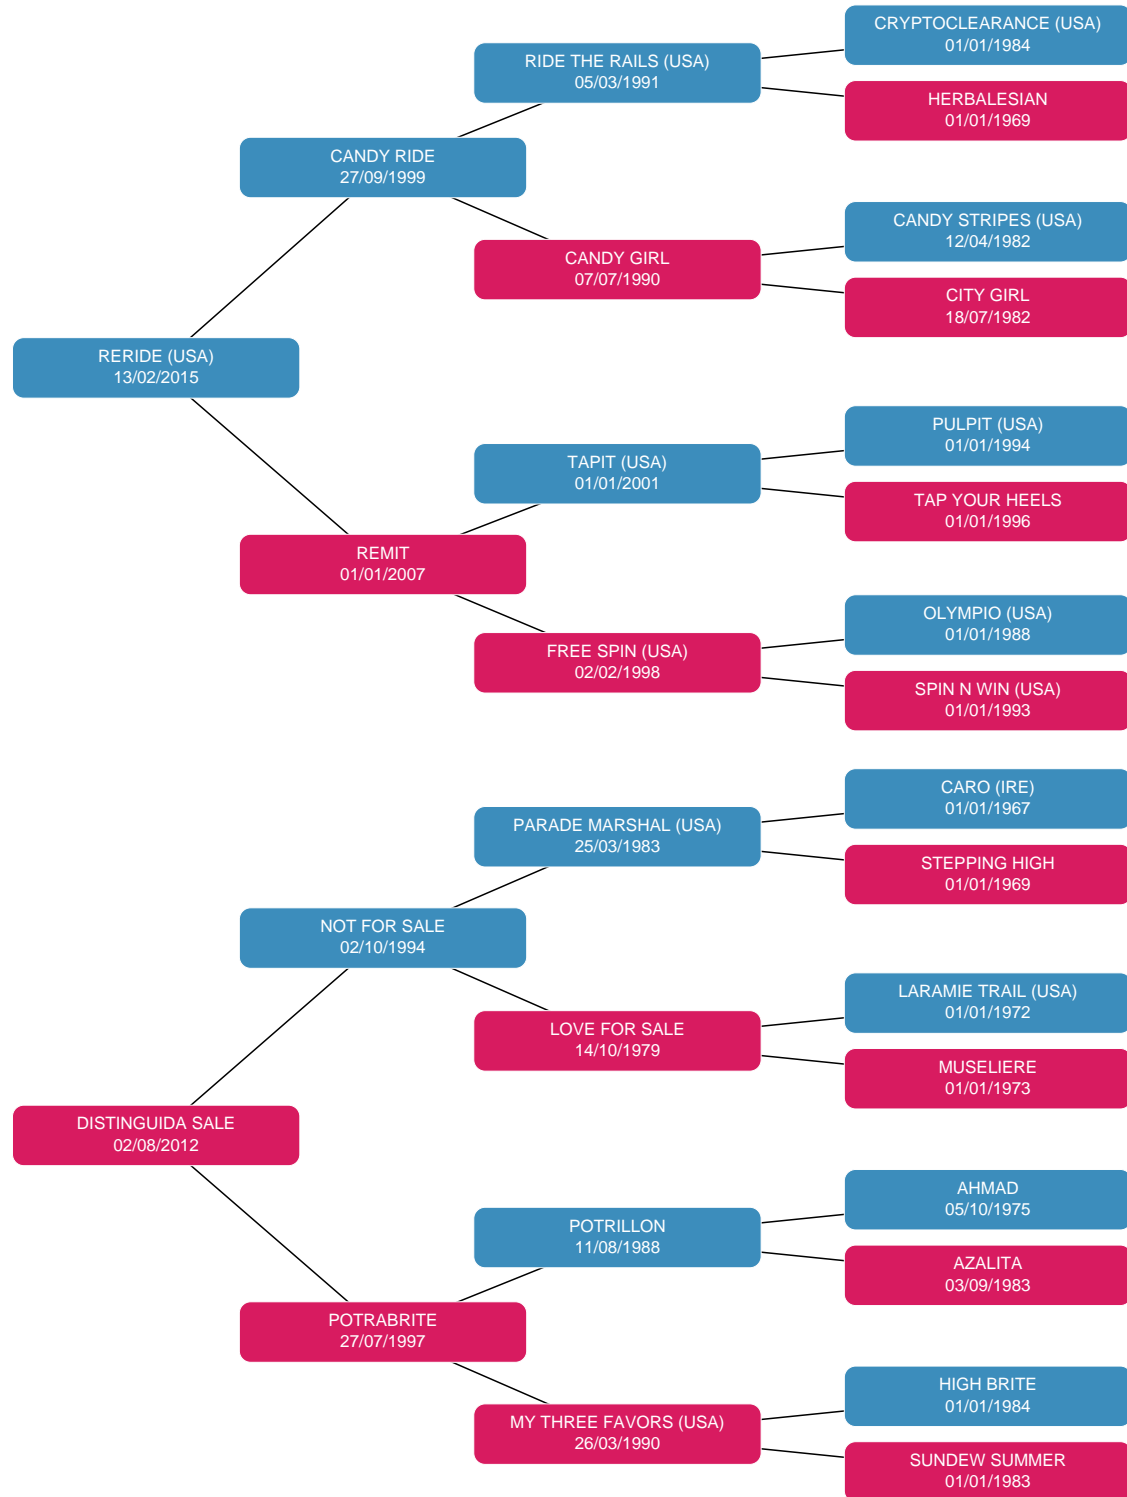 CRYPTOCLEARANCE (USA)
01/01/1984
RIDE THE RAILS (USA)
05/03/1991
HERBALESIAN
01/01/1969
CANDY RIDE
27/09/1999
CANDY STRIPES (USA)
12/04/1982
CANDY GIRL
07/07/1990
CITY GIRL
18/07/1982
RERIDE (USA)
13/02/2015
PULPIT (USA)
01/01/1994
TAPIT (USA)
01/01/2001
TAP YOUR HEELS
01/01/1996
REMIT
01/01/2007
OLYMPIO (USA)
01/01/1988
FREE SPIN (USA)
02/02/1998
SPIN N WIN (USA)
01/01/1993
CARO (IRE)
01/01/1967
PARADE MARSHAL (USA)
25/03/1983
STEPPING HIGH
01/01/1969
NOT FOR SALE
02/10/1994
LARAMIE TRAIL (USA)
01/01/1972
LOVE FOR SALE
14/10/1979
MUSELIERE
01/01/1973
DISTINGUIDA SALE
02/08/2012
AHMAD
05/10/1975
POTRILLON
11/08/1988
AZALITA
03/09/1983
POTRABRITE
27/07/1997
HIGH BRITE
01/01/1984
MY THREE FAVORS (USA)
26/03/1990
SUNDEW SUMMER
01/01/1983